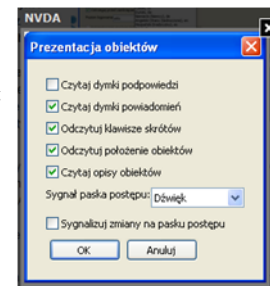 NVDA
Prezentacja obiektów
Czytaj dymki podpowiedzi
Czytaj dymki powiadomień
Odczytuj klawisze skrótów
Odczytuj położenie obiektów
Czytaj opisy obiektów
Sygnał paska postępu: Dźwięk
Sygnalizuj zmiany na pasku postępu
OK Anuluj